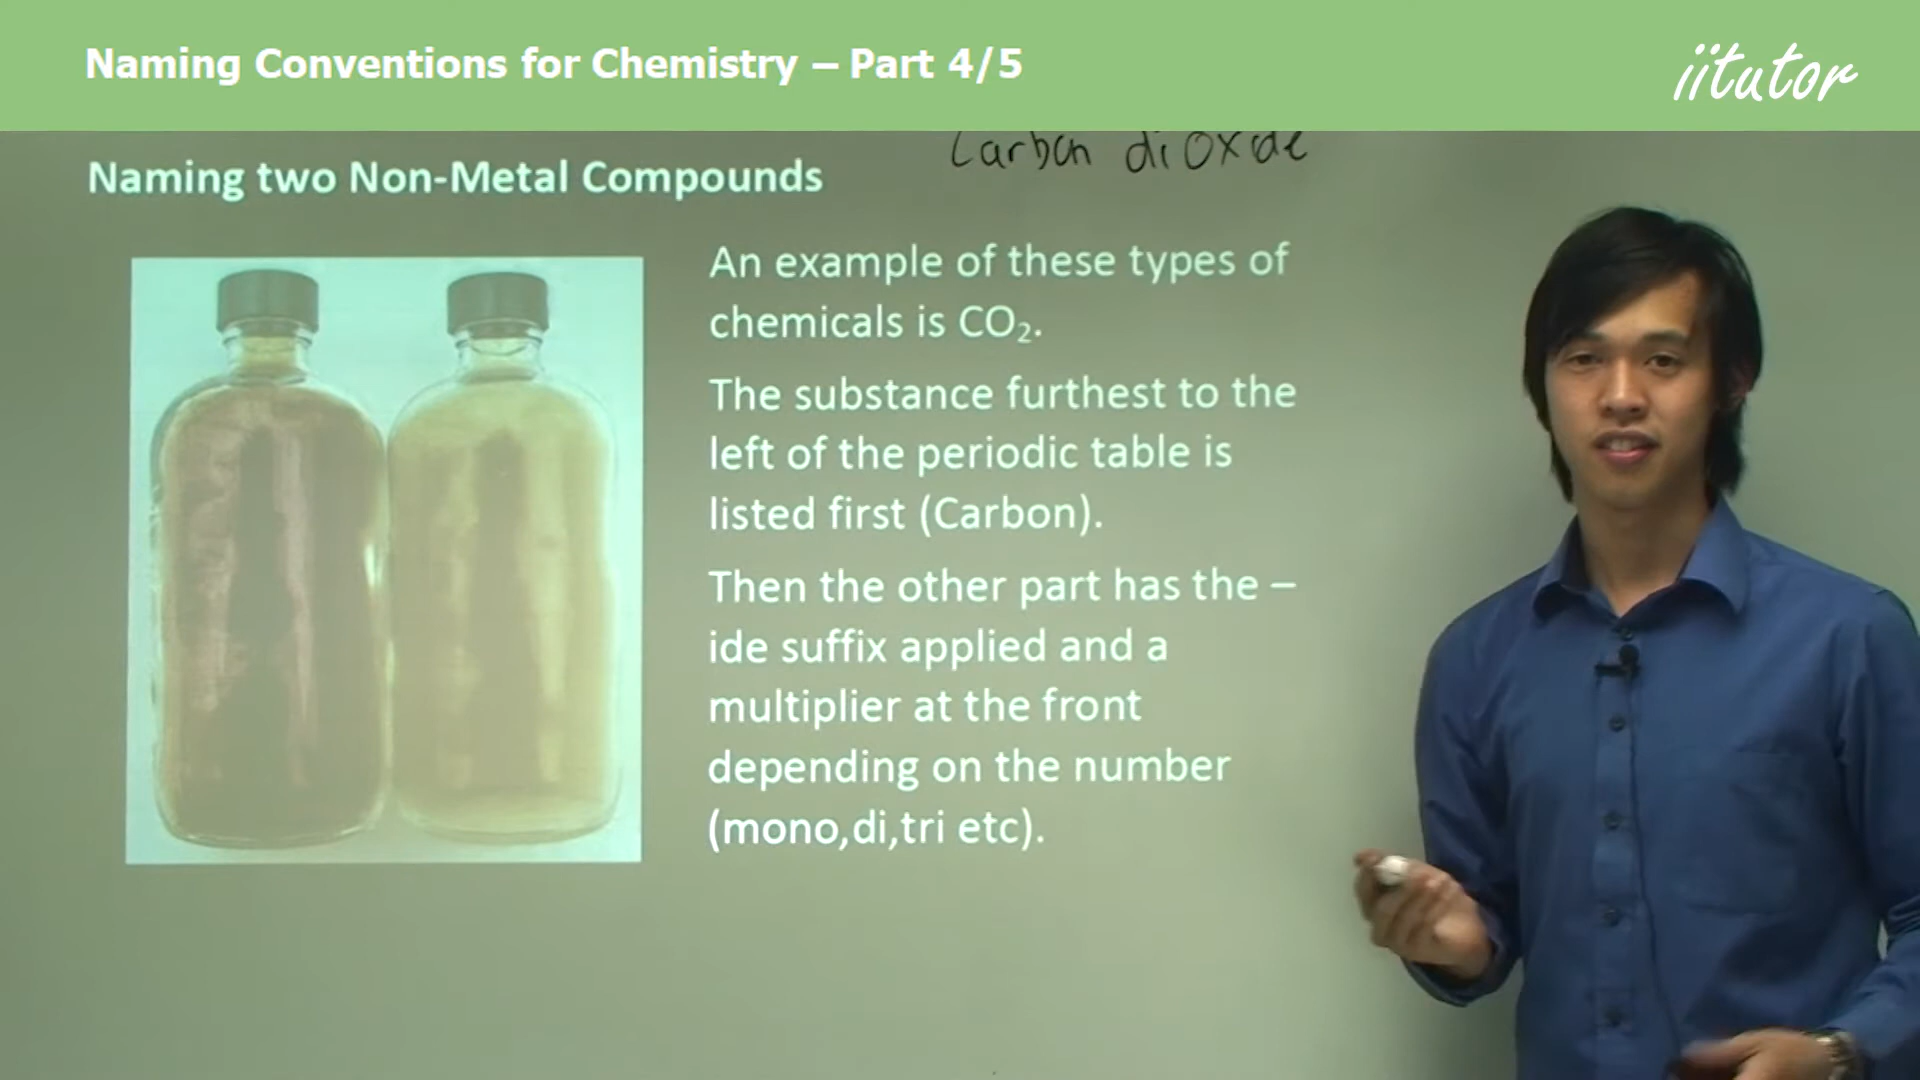 Naming Conventions for Chemistry – Part 4/5
iitutor
Carbon dioxide
Naming two Non-Metal Compounds
An example of these types of
chemicals is CO₂.
The substance furthest to the
left of the periodic table is
listed first (Carbon).
Then the other part has the –
ide suffix applied and a
multiplier at the front
depending on the number
(mono,di,tri etc).